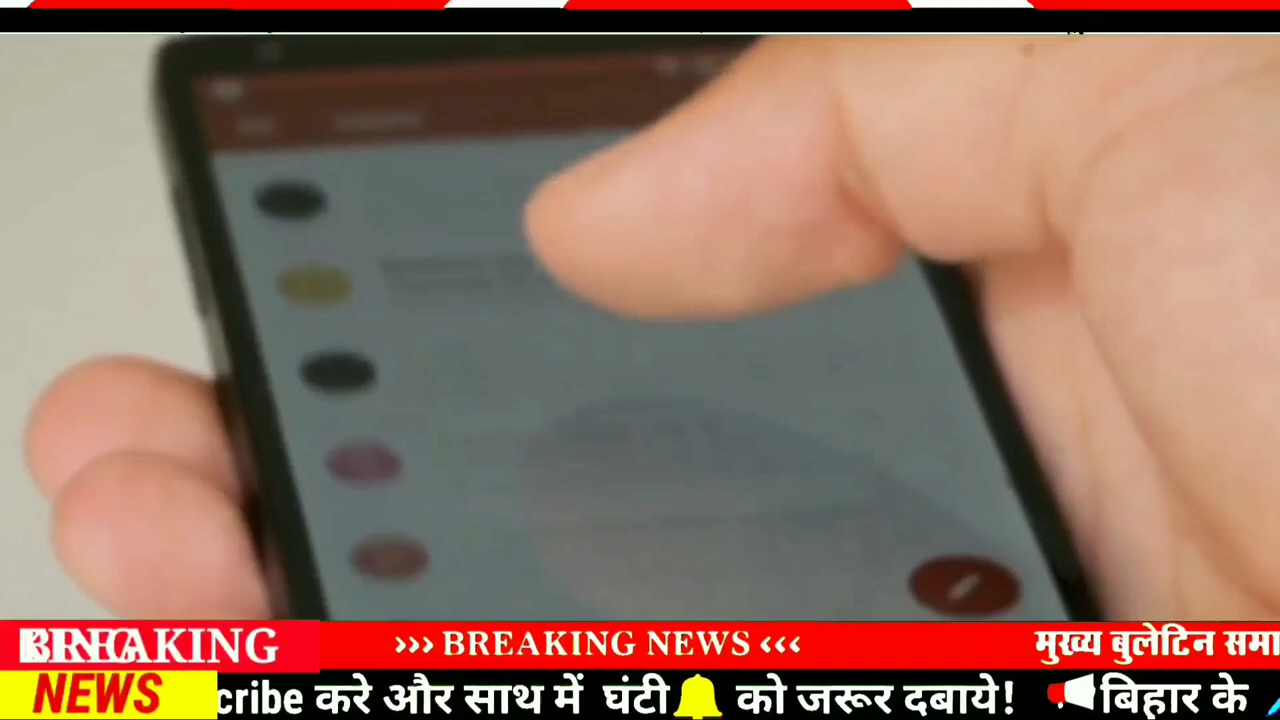 BREAKING
››› BREAKING NEWS ‹‹‹
मुख्य बुलेटिन समा
NEWS
cribe करे और साथ में घंटी को जरूर दबाये!
बिहार के